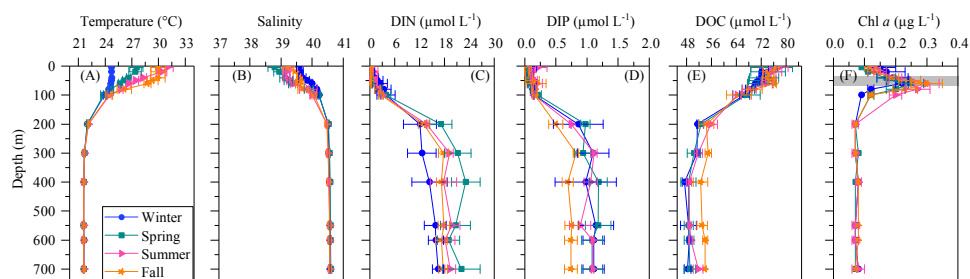 Temperature (°C)
Salinity
DIN (µmol L⁻¹)
DIP (µmol L⁻¹)
DOC (µmol L⁻¹)
Chl a (µg L⁻¹)
21 24 25 27 30 33
37 38 39 40 41
0 6 12 18 24 30
0.0 0.5 1.0 1.5 2.0
48 56 64 72 80
0.0 0.1 0.2 0.3 0.4
Depth (m)
0
100
200
300
400
500
600
700
(A)
(B)
(C)
(D)
(E)
(F)
Winter
Spring
Summer
Fall